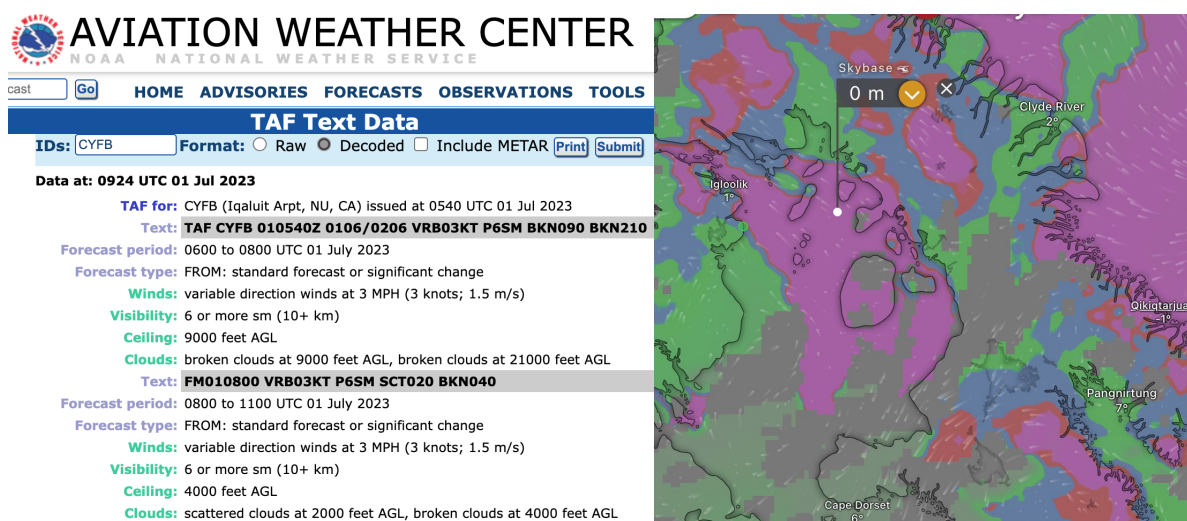 AVIATION WEATHER CENTER
NOAA NATIONAL WEATHER SERVICE
cast Go HOME ADVISORIES FORECASTS OBSERVATIONS TOOLS
TAF Text Data
IDs: CYFB Format: Raw Decoded Include METAR Print Submit
Data at: 0924 UTC 01 Jul 2023
TAF for: CYFB (Iqaluit Arpt, NU, CA) issued at 0540 UTC 01 Jul 2023
Text: TAF CYFB 010540Z 0106/0206 VRB03KT P6SM BKN090 BKN210
Forecast period: 0600 to 0800 UTC 01 July 2023
Forecast type: FROM: standard forecast or significant change
Winds: variable direction winds at 3 MPH (3 knots; 1.5 m/s)
Visibility: 6 or more sm (10+ km)
Ceiling: 9000 feet AGL
Clouds: broken clouds at 9000 feet AGL, broken clouds at 21000 feet AGL
Text: FM010800 VRB03KT P6SM SCT020 BKN040
Forecast period: 0800 to 1100 UTC 01 July 2023
Forecast type: FROM: standard forecast or significant change
Winds: variable direction winds at 3 MPH (3 knots; 1.5 m/s)
Visibility: 6 or more sm (10+ km)
Ceiling: 4000 feet AGL
Clouds: scattered clouds at 2000 feet AGL, broken clouds at 4000 feet AGL
Skybase
0 m
Clyde River
2°
Igloolik
1°
Qikiqtarjua
-1°
Pangnirtung
7°
Cape Dorset
6°